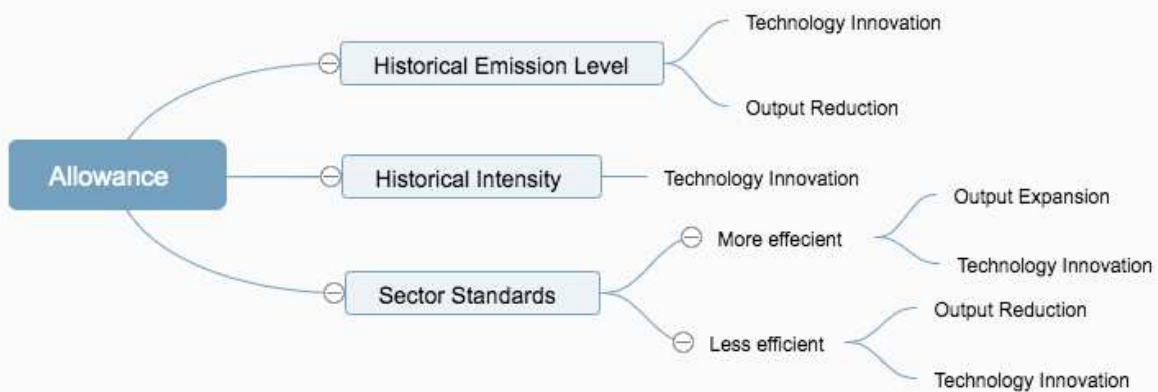 Technology Innovation
Historical Emission Level
Output Reduction
Allowance
Historical Intensity
Technology Innovation
Output Expansion
More effecient
Technology Innovation
Sector Standards
Output Reduction
Less efficient
Technology Innovation